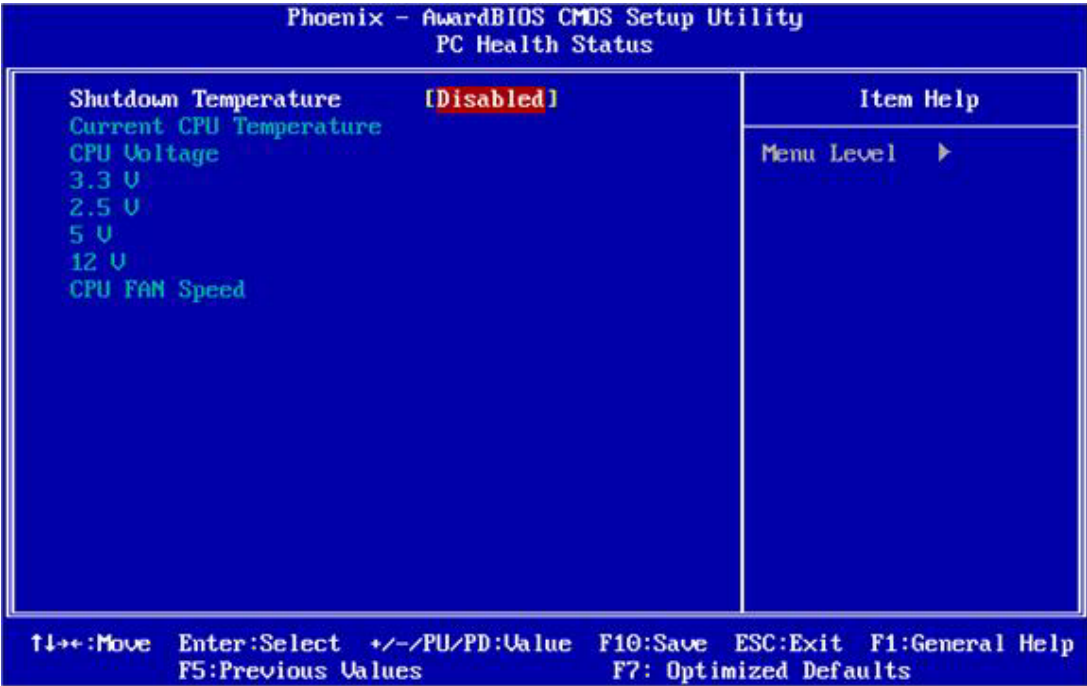 Phoenix - AwardBIOS CMOS Setup Utility
PC Health Status
Shutdown Temperature [Disabled]
Current CPU Temperature
CPU Voltage
3.3 V
2.5 V
5 V
12 V
CPU FAN Speed
Item Help
Menu Level ▶
↑↓→←:Move Enter:Select +/-/PU/PD:Value F10:Save ESC:Exit F1:General Help
F5:Previous Values F7: Optimized Defaults